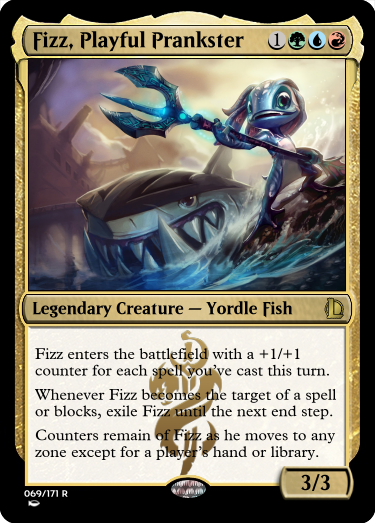 Fizz, Playful Prankster 1
Legendary Creature — Yordle Fish
Fizz enters the battlefield with a +1/+1
counter for each spell you've cast this turn.
Whenever Fizz becomes the target of a spell
or blocks, exile Fizz until the next end step.
Counters remain of Fizz as he moves to any
zone except for a player's hand or library.
3/3
069/171 R